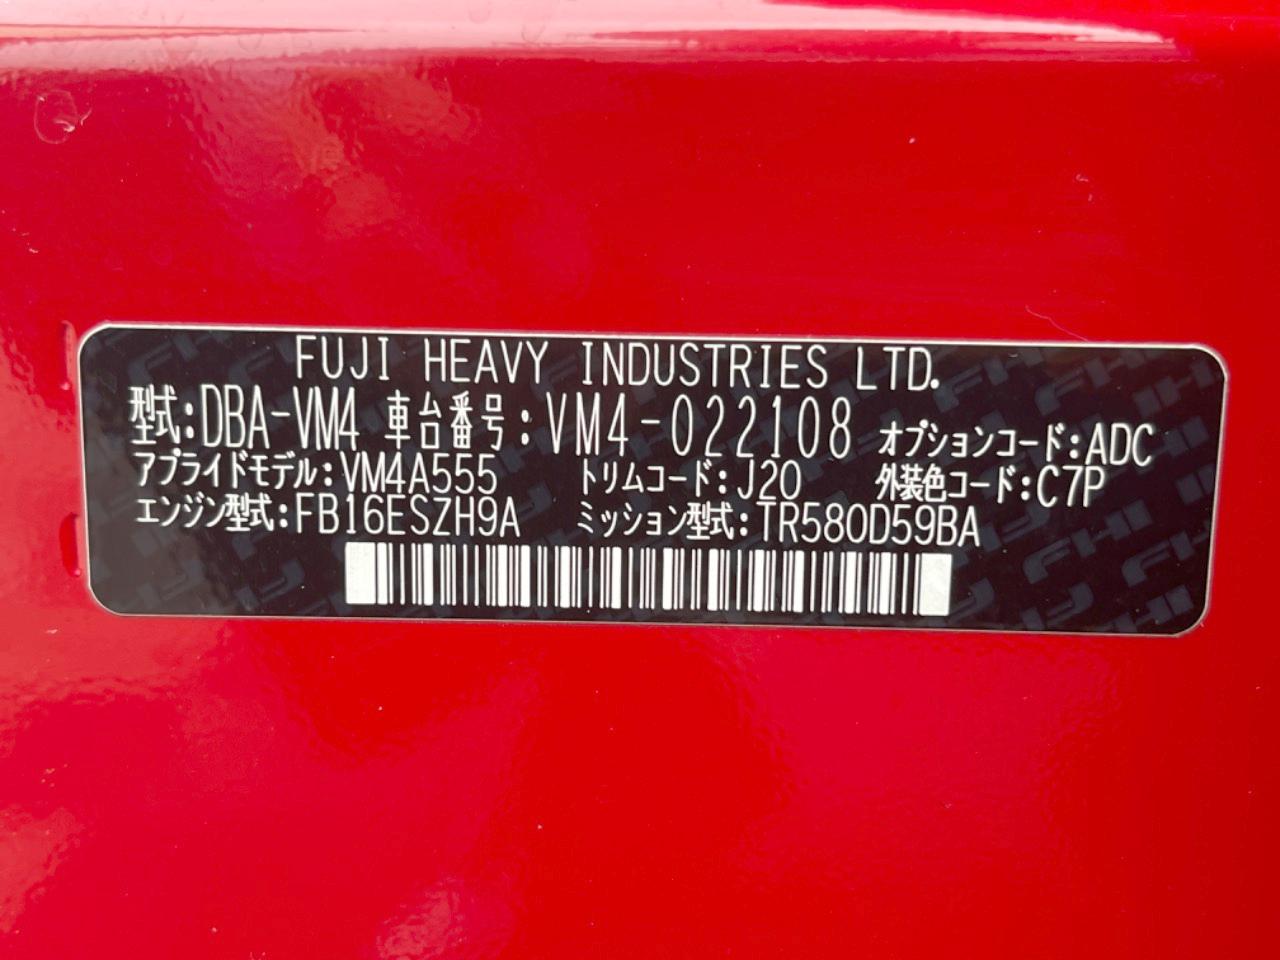 FUJI HEAVY INDUSTRIES LTD.
型式:DBA-VM4 車台番号:VM4-022108 オプションコード:ADC
アプライドモデル:VM4A555 トリムコード:J20 外装色コード:C7P
エンジン型式:FB16ESZH9A ミッション型式:TR580D59BA